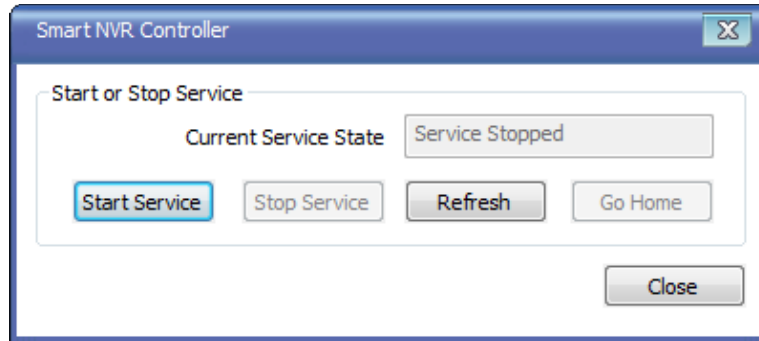 Smart NVR Controller
Start or Stop Service
Current Service State Service Stopped
Start Service Stop Service Refresh Go Home
Close